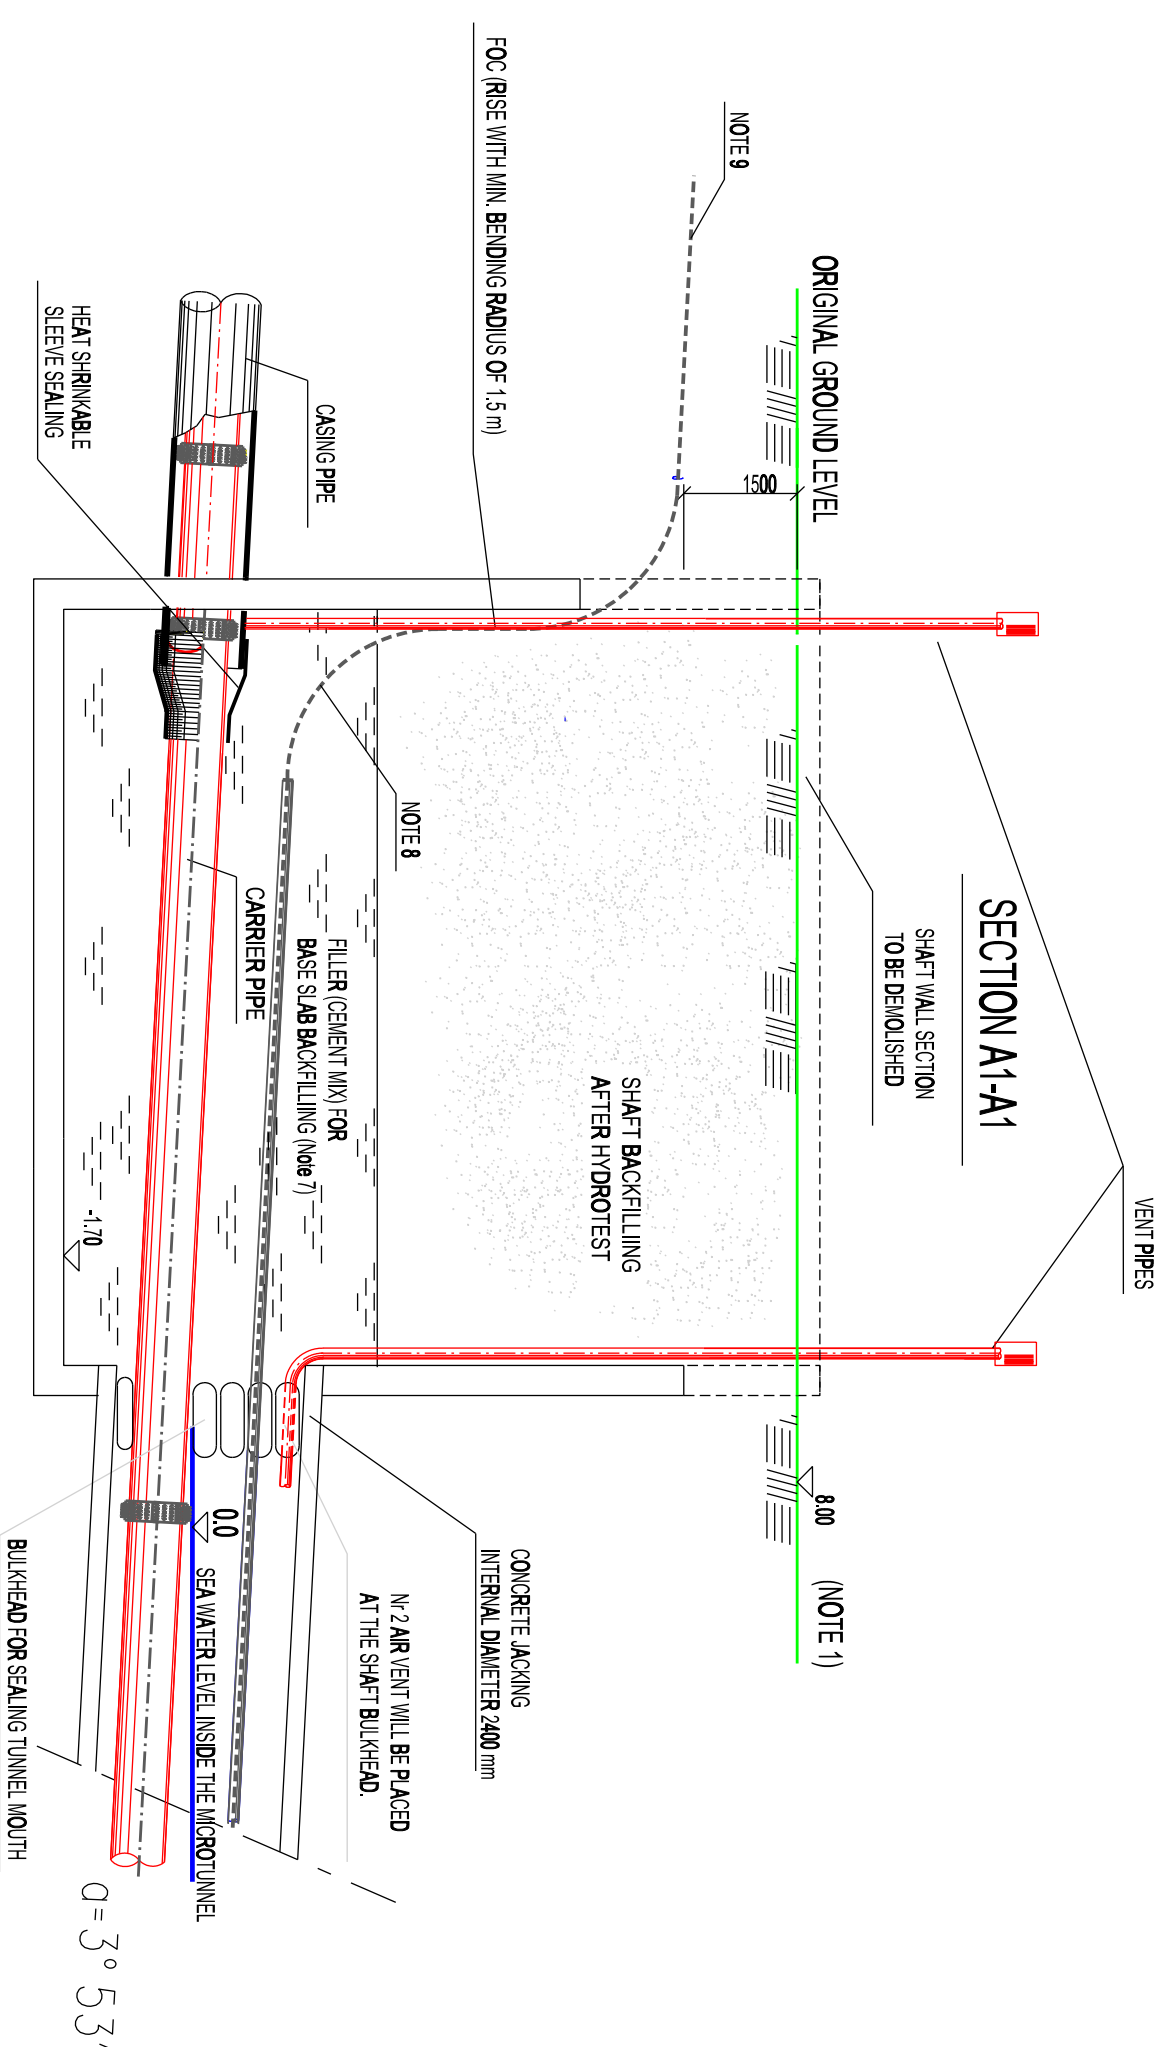 VENT PIPES
SECTION A1-A1
SHAFT WALL SECTION
TO BE DEMOLISHED
ORIGINAL GROUND LEVEL
8.00
(NOTE 1)
NOTE 9
1500
SHAFT BACKFILLIING
AFTER HYDROTEST
FOC (RISE WITH MIN. BENDING RADIUS OF 1.5 m)
CONCRETE JACKING
INTERNAL DIAMETER 2400 mm
NOTE 8
Nr 2 AIR VENT WILL BE PLACED
AT THE SHAFT BULKHEAD.
CASING PIPE
FILLER (CEMENT MIX) FOR
BASE SLAB BACKFILLIING (Note 7)
CARRIER PIPE
0.0
SEA WATER LEVEL INSIDE THE MICROTUNNEL
HEAT SHRINKABLE
SLEEVE SEALING
-1.70
α= 3° 53'
BULKHEAD FOR SEALING TUNNEL MOUTH